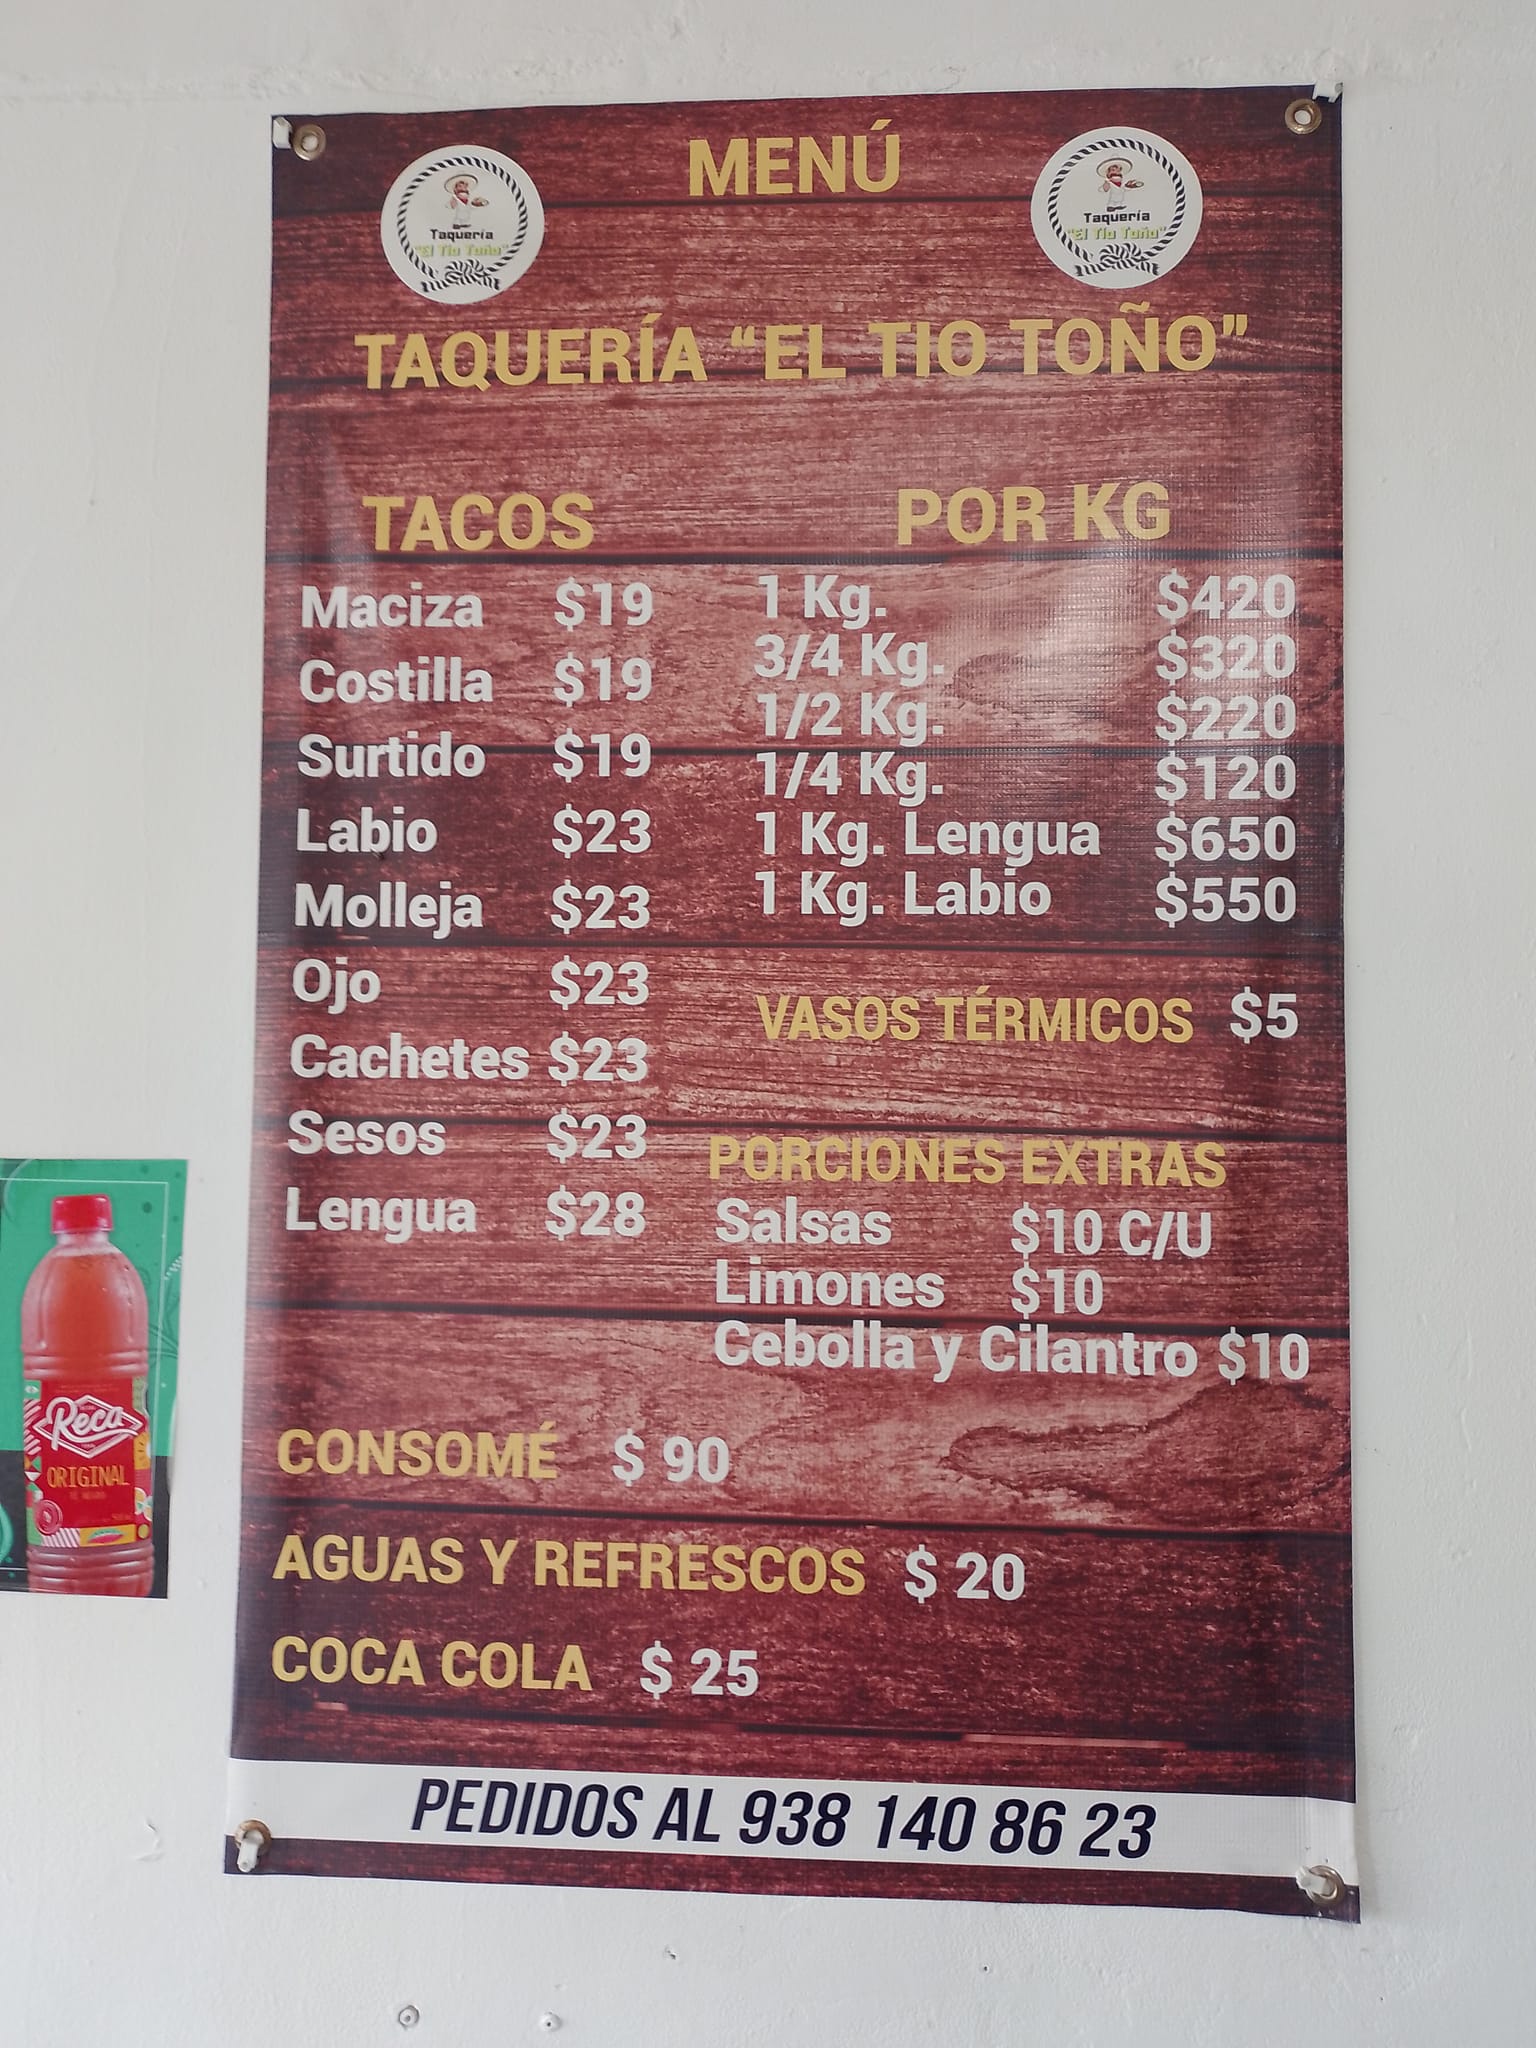 MENÚ
Taquería
"El Tío Toño"
Taquería
"El Tío Toño"
TAQUERÍA "EL TIO TOÑO"
TACOS
Maciza $19
Costilla $19
Surtido $19
Labio $23
Molleja $23
Ojo $23
Cachetes $23
Sesos $23
Lengua $28
POR KG
1 Kg. $420
3/4 Kg. $320
1/2 Kg. $220
1/4 Kg. $120
1 Kg. Lengua $650
1 Kg. Labio $550
VASOS TÉRMICOS $5
PORCIONES EXTRAS
Salsas $10 C/U
Limones $10
Cebolla y Cilantro $10
CONSOMÉ $ 90
AGUAS Y REFRESCOS $ 20
COCA COLA $ 25
PEDIDOS AL 938 140 86 23
Reco
ORIGINAL